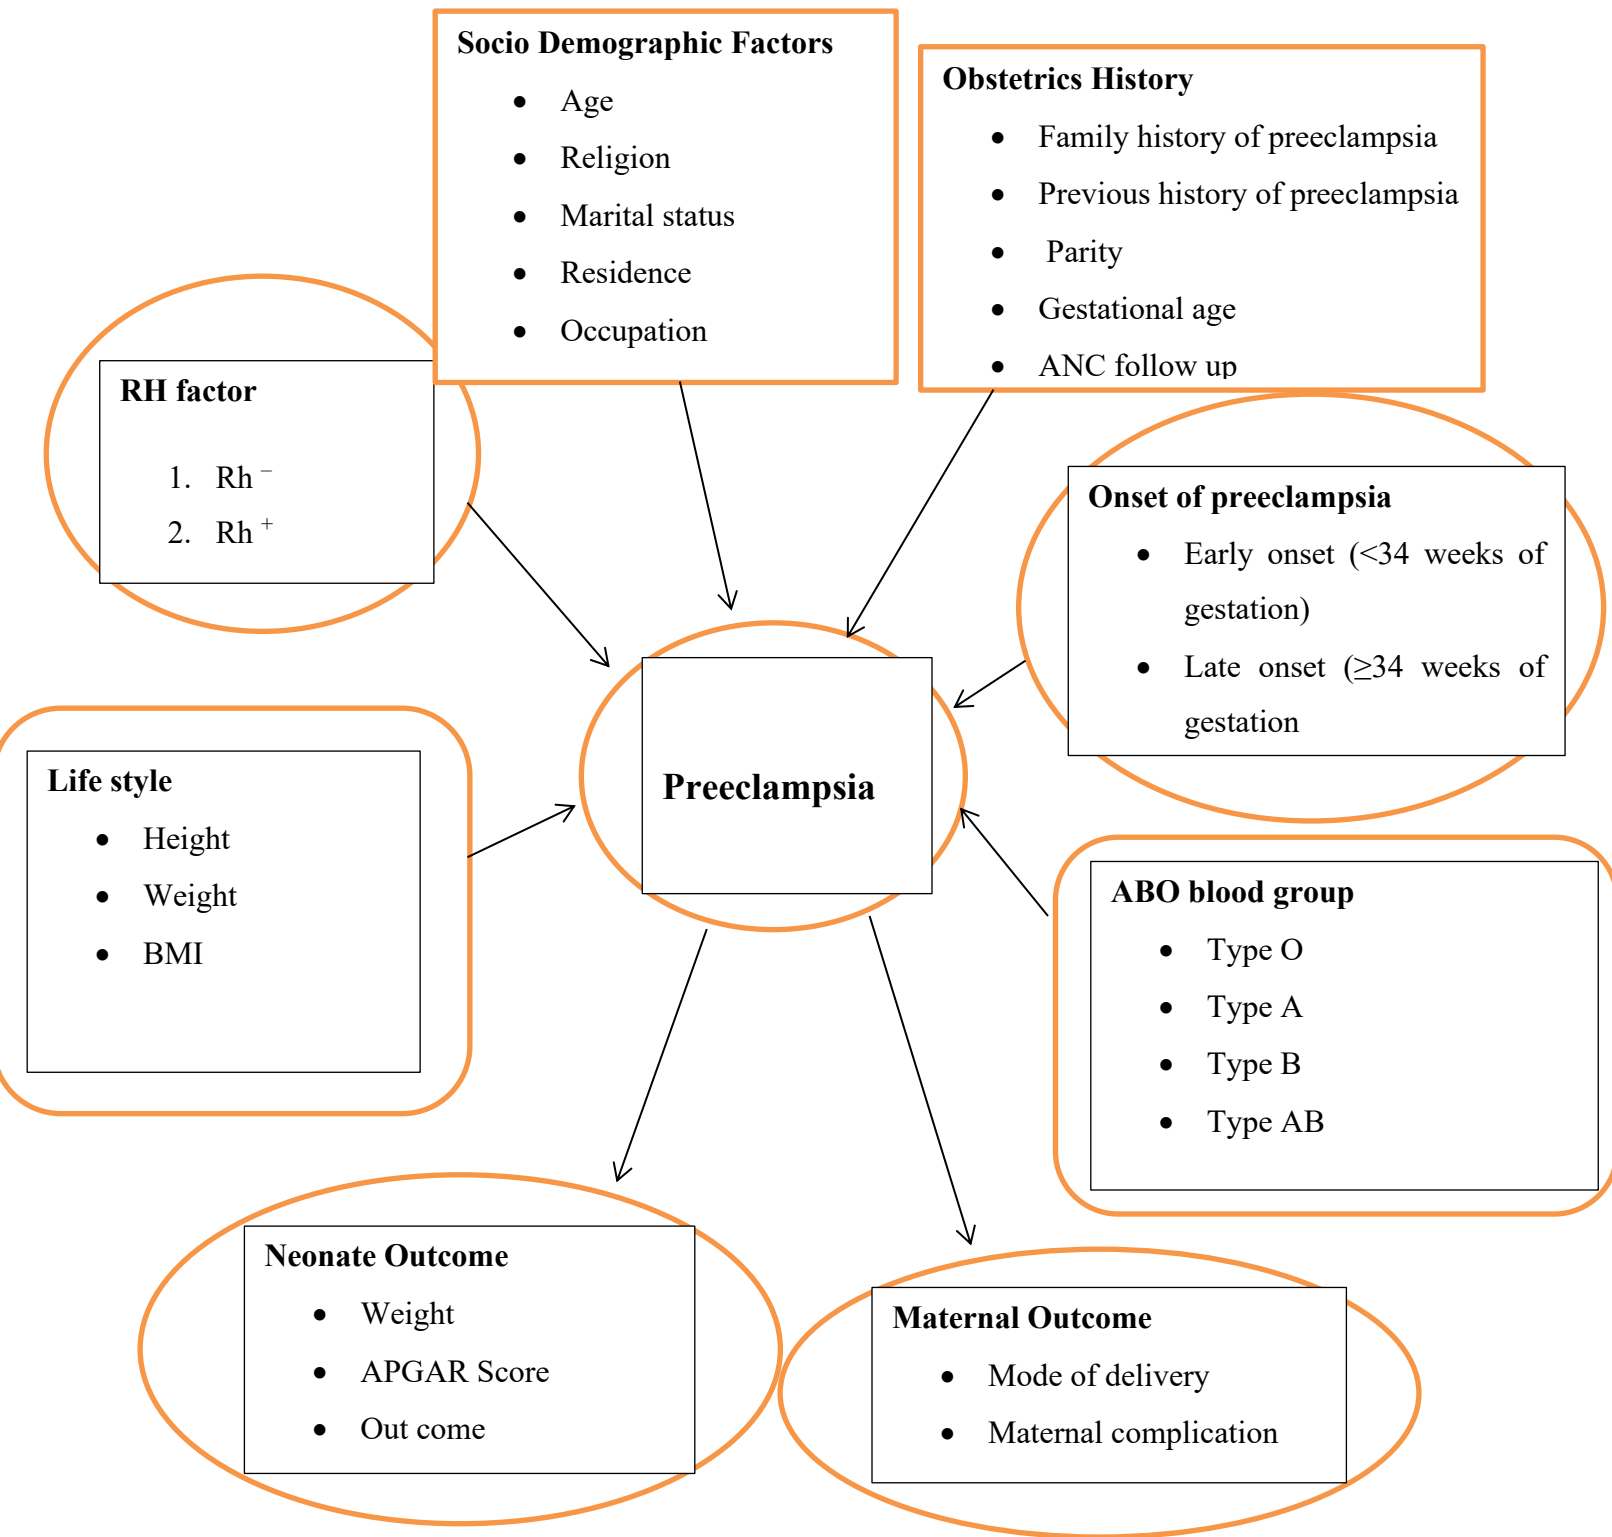 Socio Demographic Factors
• Age
• Religion
• Marital status
• Residence
• Occupation
Obstetrics History
• Family history of preeclampsia
• Previous history of preeclampsia
• Parity
• Gestational age
• ANC follow up
RH factor
1. Rh ⁻
2. Rh ⁺
Onset of preeclampsia
• Early onset (<34 weeks of
gestation)
• Late onset (≥34 weeks of
gestation
Preeclampsia
Life style
• Height
• Weight
• BMI
ABO blood group
• Type O
• Type A
• Type B
• Type AB
Neonate Outcome
• Weight
• APGAR Score
• Out come
Maternal Outcome
• Mode of delivery
• Maternal complication